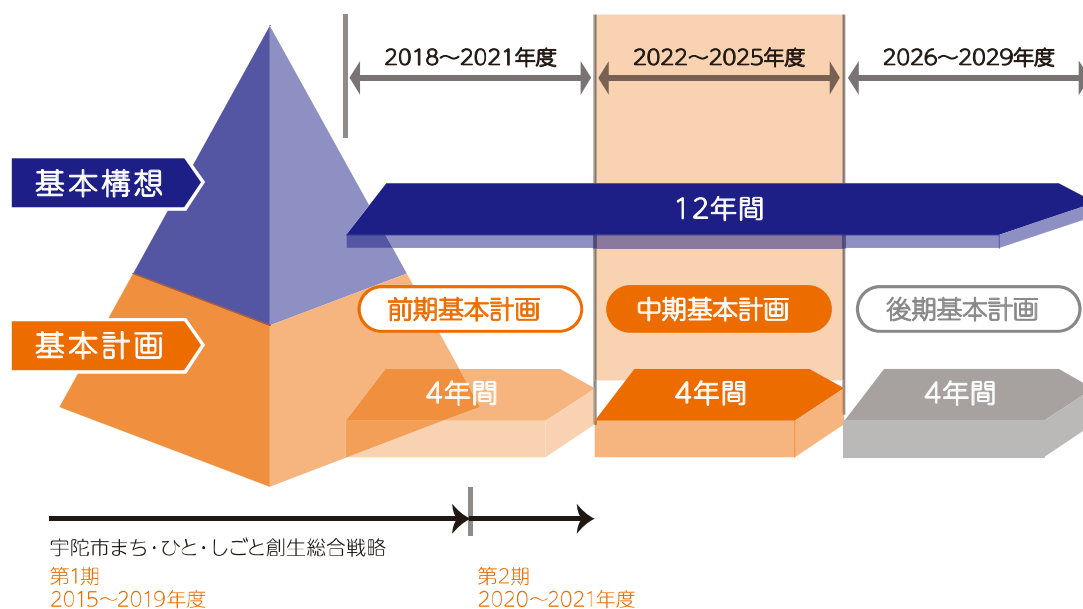 2018～2021年度
2022～2025年度
2026～2029年度
基本構想
12年間
前期基本計画
中期基本計画
後期基本計画
基本計画
4年間
4年間
4年間
宇陀市まち・ひと・しごと創生総合戦略
第1期
2015～2019年度
第2期
2020～2021年度